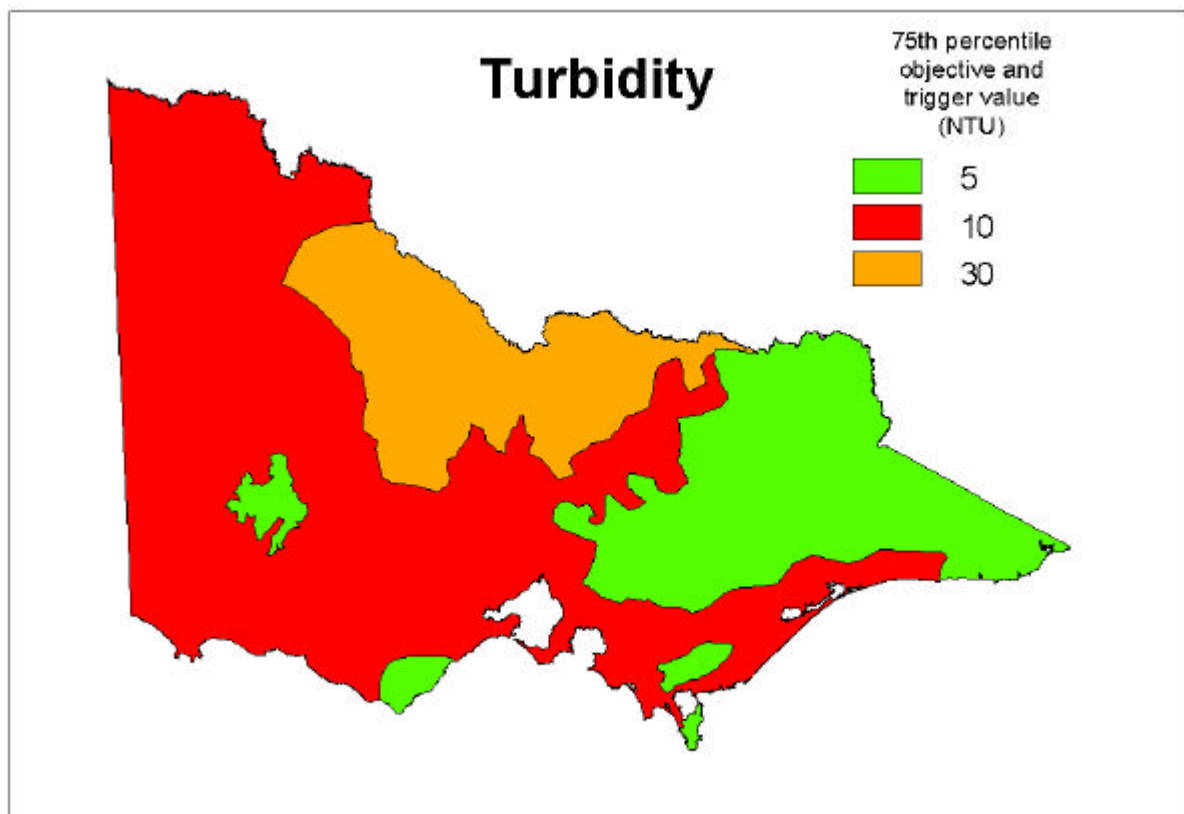 Turbidity
75th percentile
objective and
trigger value
(NTU)
5
10
30